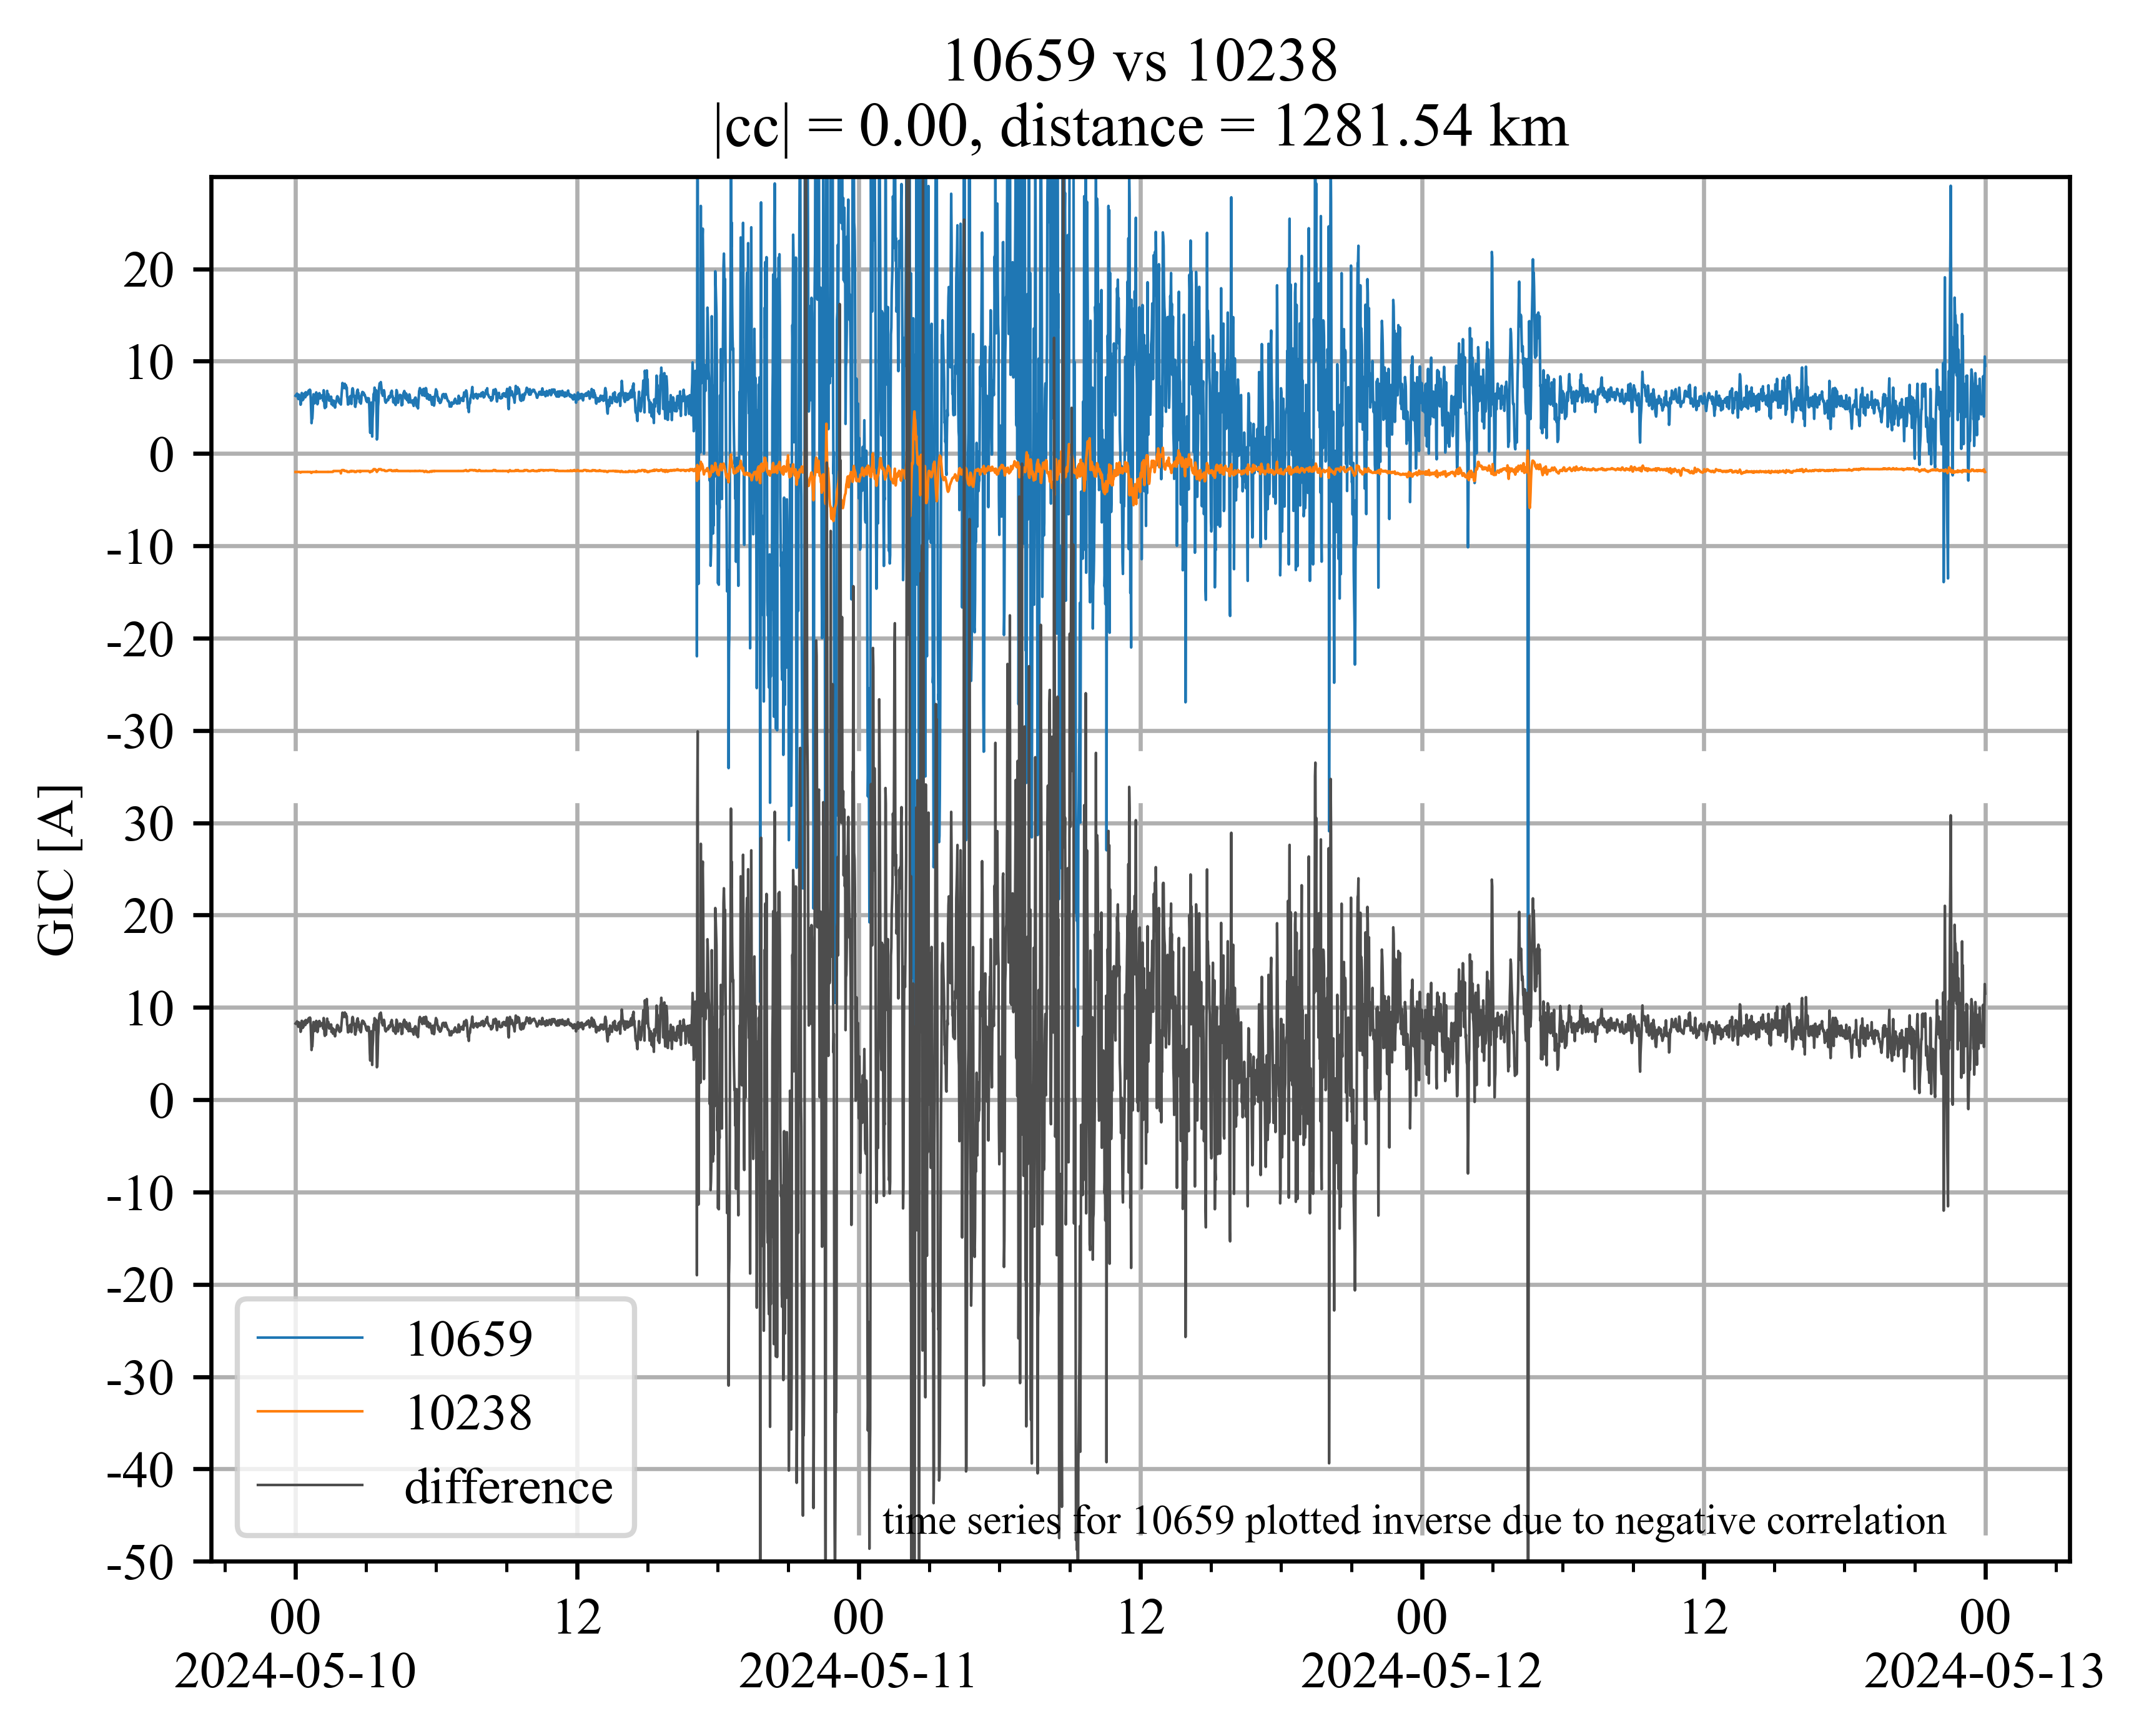 10659 vs 10238
|cc| = 0.00, distance = 1281.54 km
GIC [A]
20
10
0
-10
-20
-30
30
20
10
0
-10
-20
-30
-40
-50
10659
10238
difference
time series for 10659 plotted inverse due to negative correlation
00 12 00 12 00 12 00
2024-05-10 2024-05-11 2024-05-12 2024-05-13